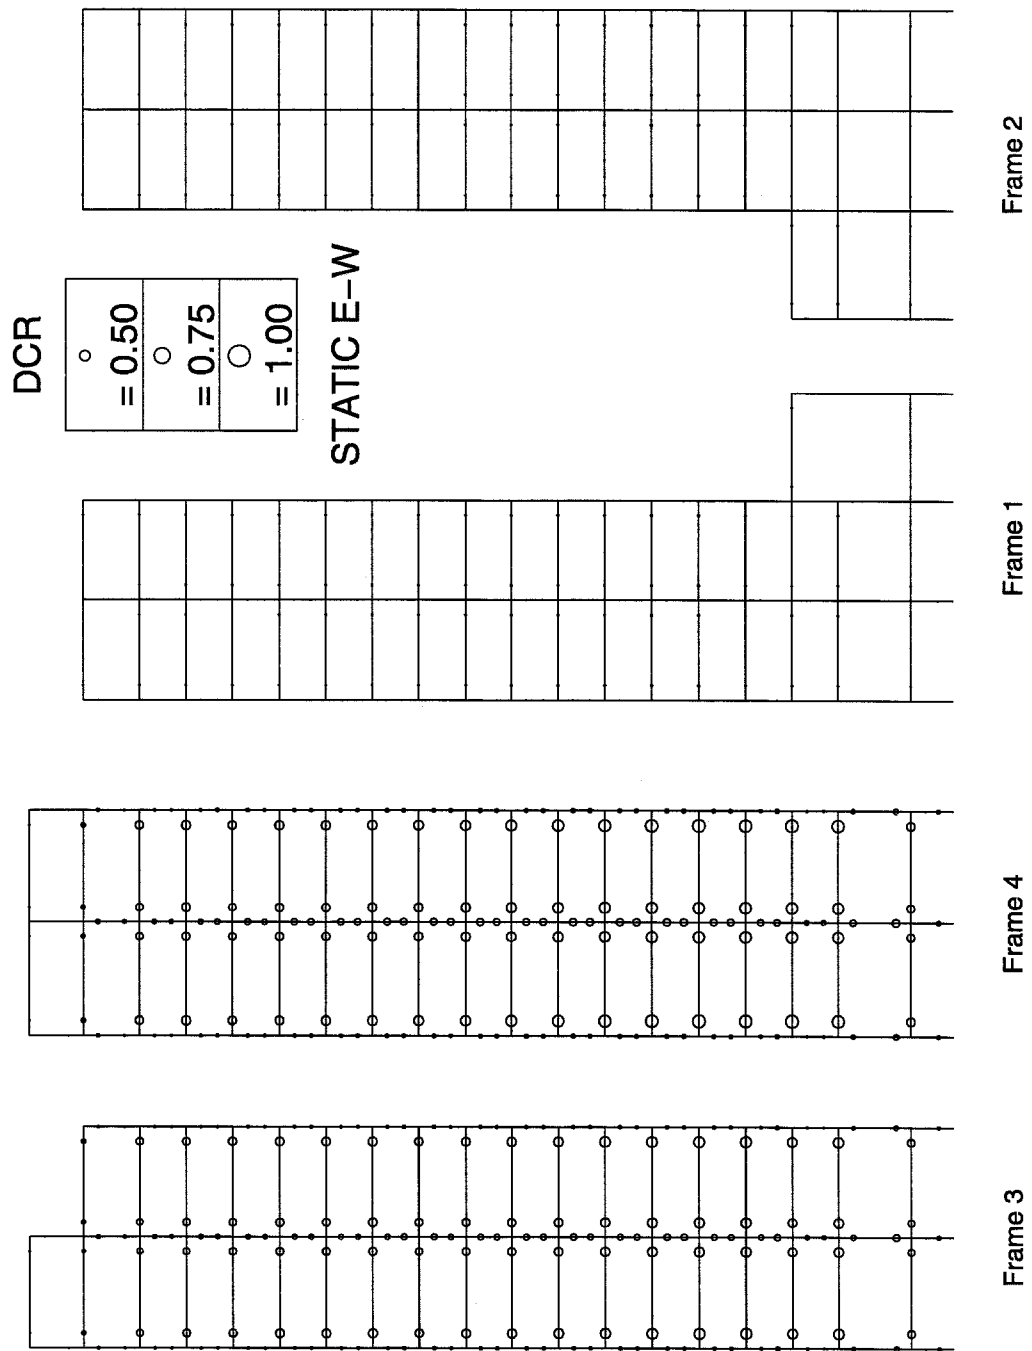 DCR
= 0.50
= 0.75
= 1.00
STATIC E–W
Frame 2
Frame 1
Frame 4
Frame 3